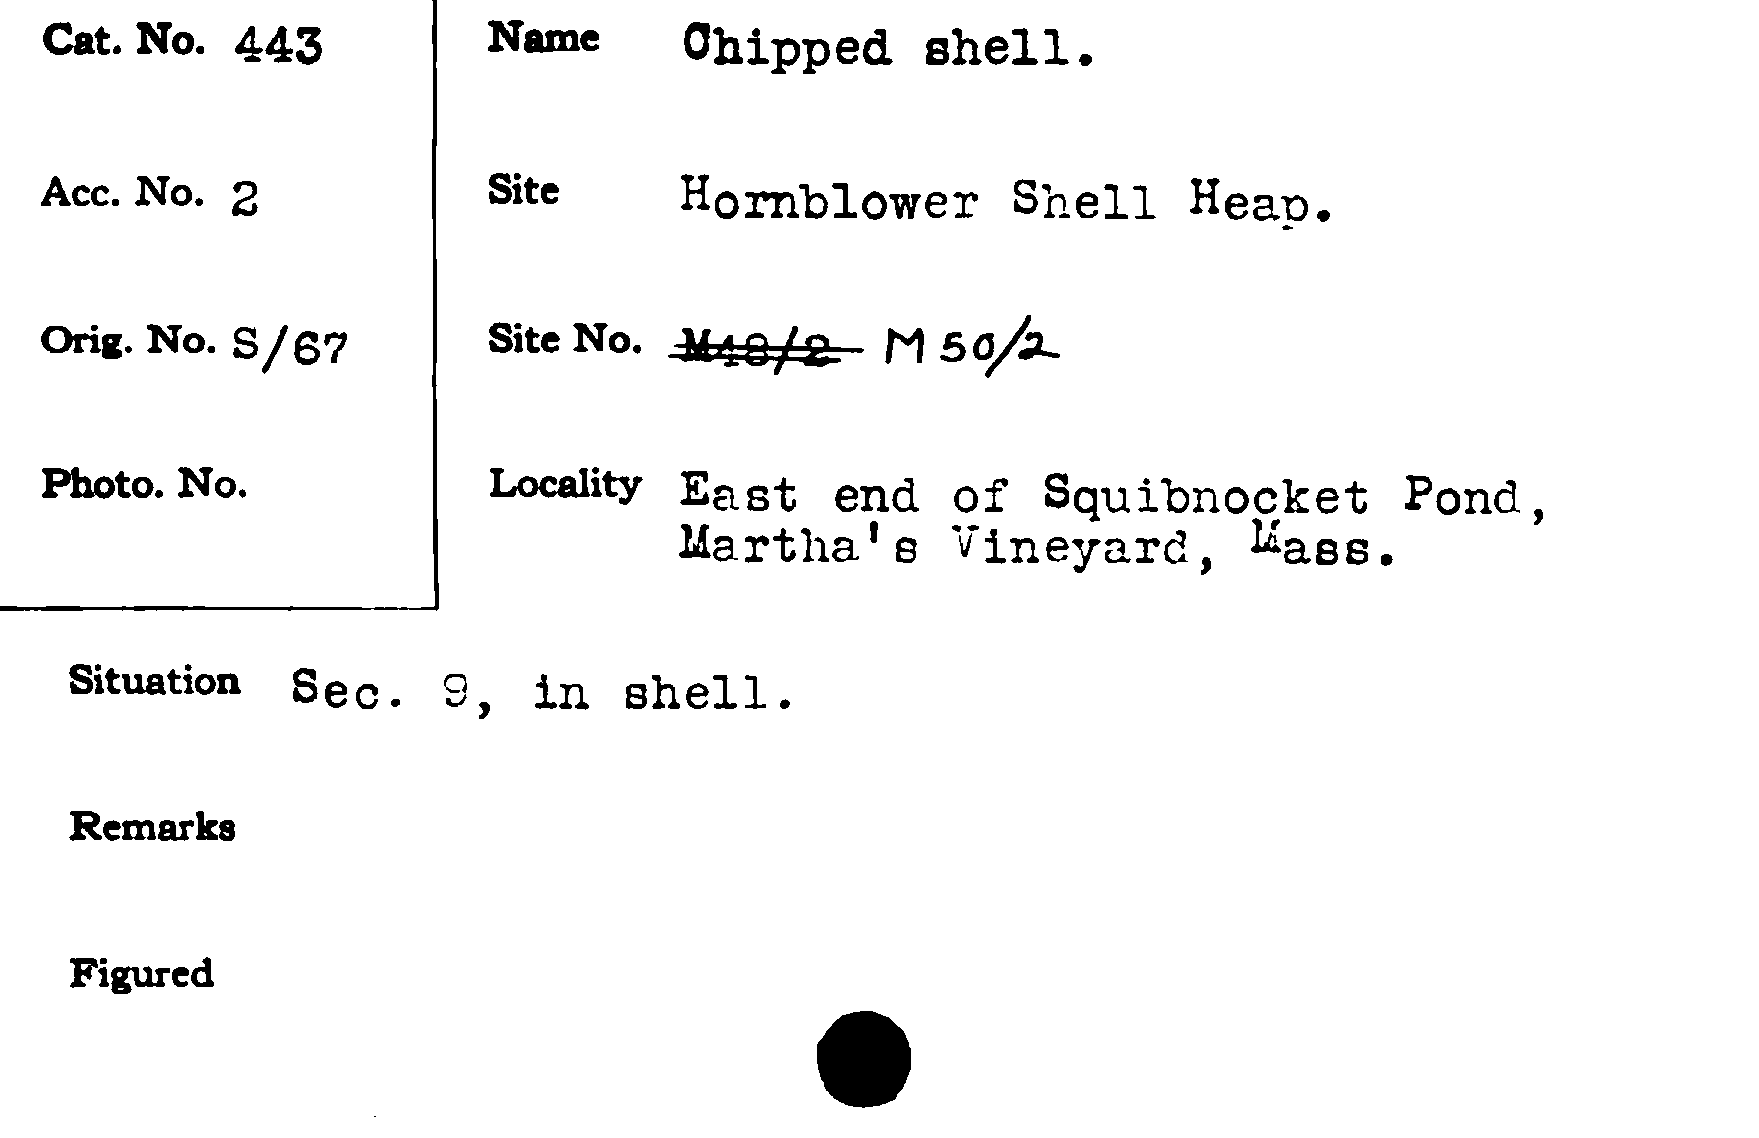 Cat. No. 443
Name Chipped shell.
Acc. No. 2
Site Hornblower Shell Heap.
Orig. No. S/67
Site No. M48/2 M 50/2
Photo. No.
Locality East end of Squibnocket Pond,
Martha's Vineyard, Mass.
Situation Sec. 9, in shell.
Remarks
Figured